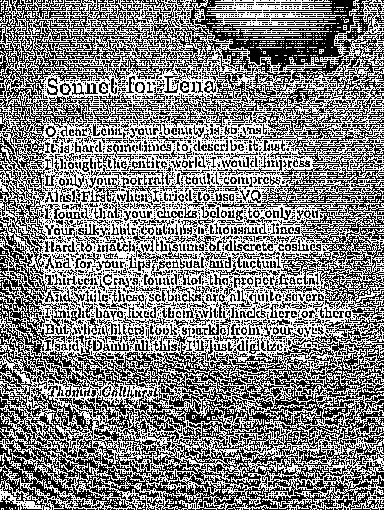 Sonnet for Lena
O dear Lena, your beauty is so vast
It is hard sometimes to describe it fast.
I thought the entire world I would impress
If only your portrait I could compress.
Alas! First when I tried to use VQ
I found that your cheeks belong to only you.
Your silky hair contains a thousand lines
Hard to match with sums of discrete cosines.
And for your lips, sensual and tactual
Thirteen Crays found not the proper fractal.
And while these setbacks are all quite severe
I might have fixed them with hacks here or there
But when filters took sparkle from your eyes
I said, "Damn all this. I'll just digitize."
Thomas Colthurst